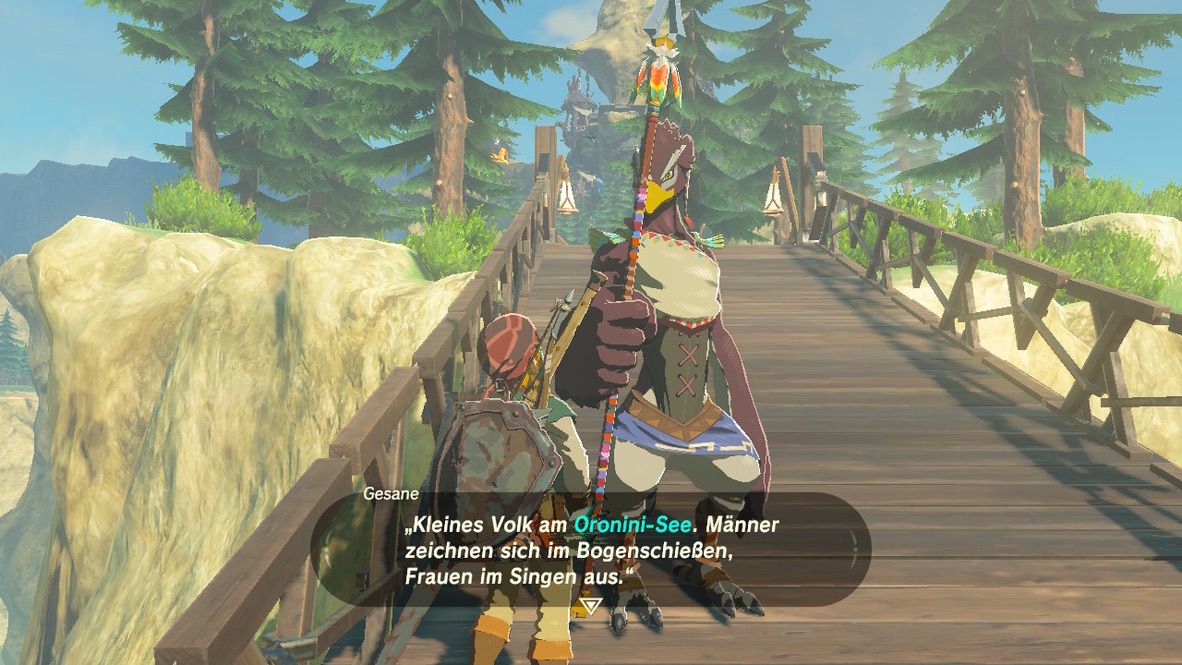 Gesane
„Kleines Volk am Oronini-See. Männer
zeichnen sich im Bogenschießen,
Frauen im Singen aus.“